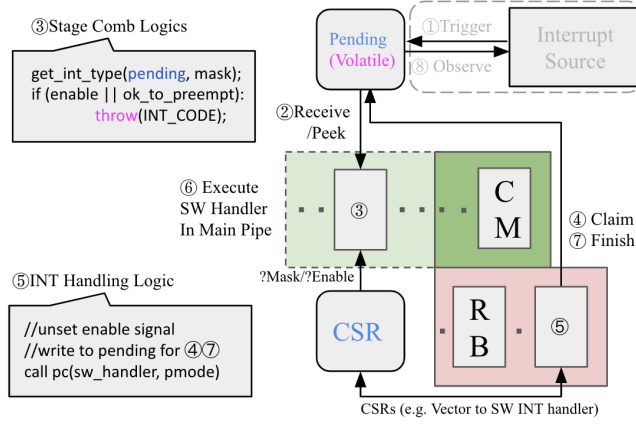 ③Stage Comb Logics
get_int_type(pending, mask);
if (enable || ok_to_preempt):
throw(INT_CODE);
Pending
(Volatile)
①Trigger
⑧ Observe
Interrupt
Source
②Receive
/Peek
⑥ Execute
SW Handler
In Main Pipe
③
C
M
④ Claim
⑦ Finish
?Mask/?Enable
⑤INT Handling Logic
//unset enable signal
//write to pending for ④⑦
call pc(sw_handler, pmode)
CSR
R
B
⑤
CSRs (e.g. Vector to SW INT handler)